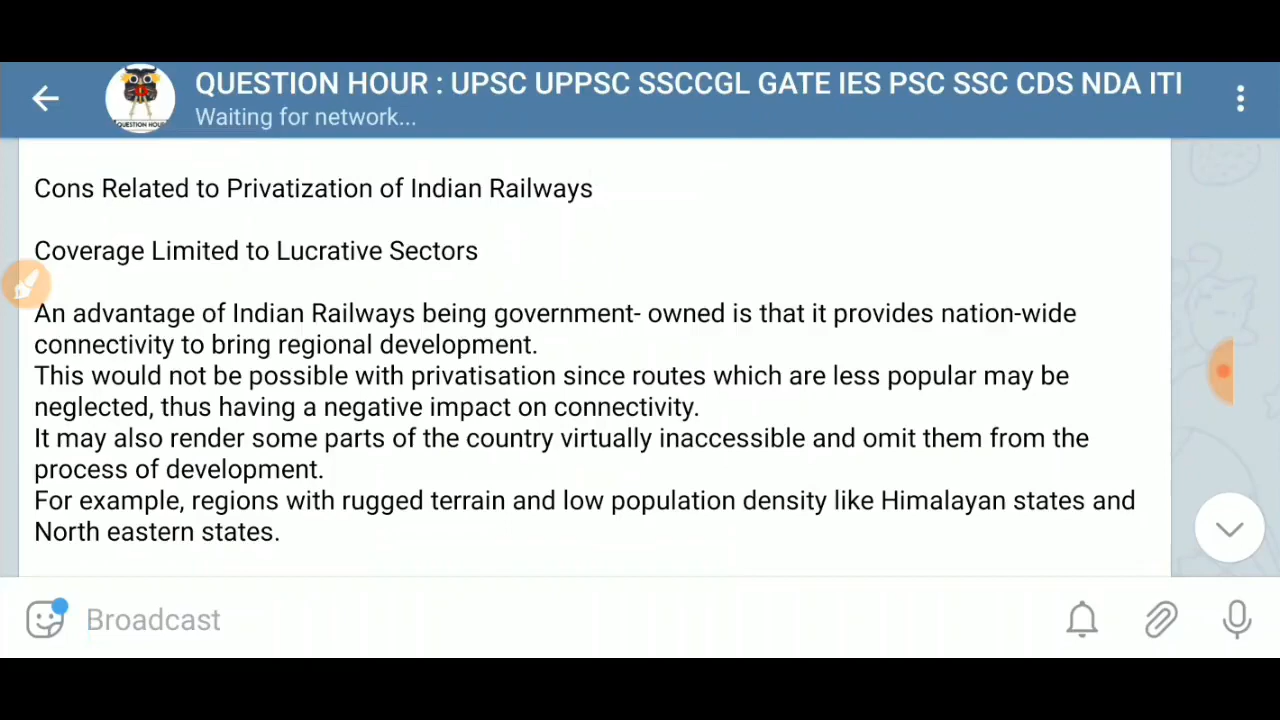 QUESTION HOUR : UPSC UPPSC SSCCGL GATE IES PSC SSC CDS NDA ITI
Waiting for network...
QUESTION HOUR
Cons Related to Privatization of Indian Railways
Coverage Limited to Lucrative Sectors
An advantage of Indian Railways being government- owned is that it provides nation-wide
connectivity to bring regional development.
This would not be possible with privatisation since routes which are less popular may be
neglected, thus having a negative impact on connectivity.
It may also render some parts of the country virtually inaccessible and omit them from the
process of development.
For example, regions with rugged terrain and low population density like Himalayan states and
North eastern states.
Broadcast